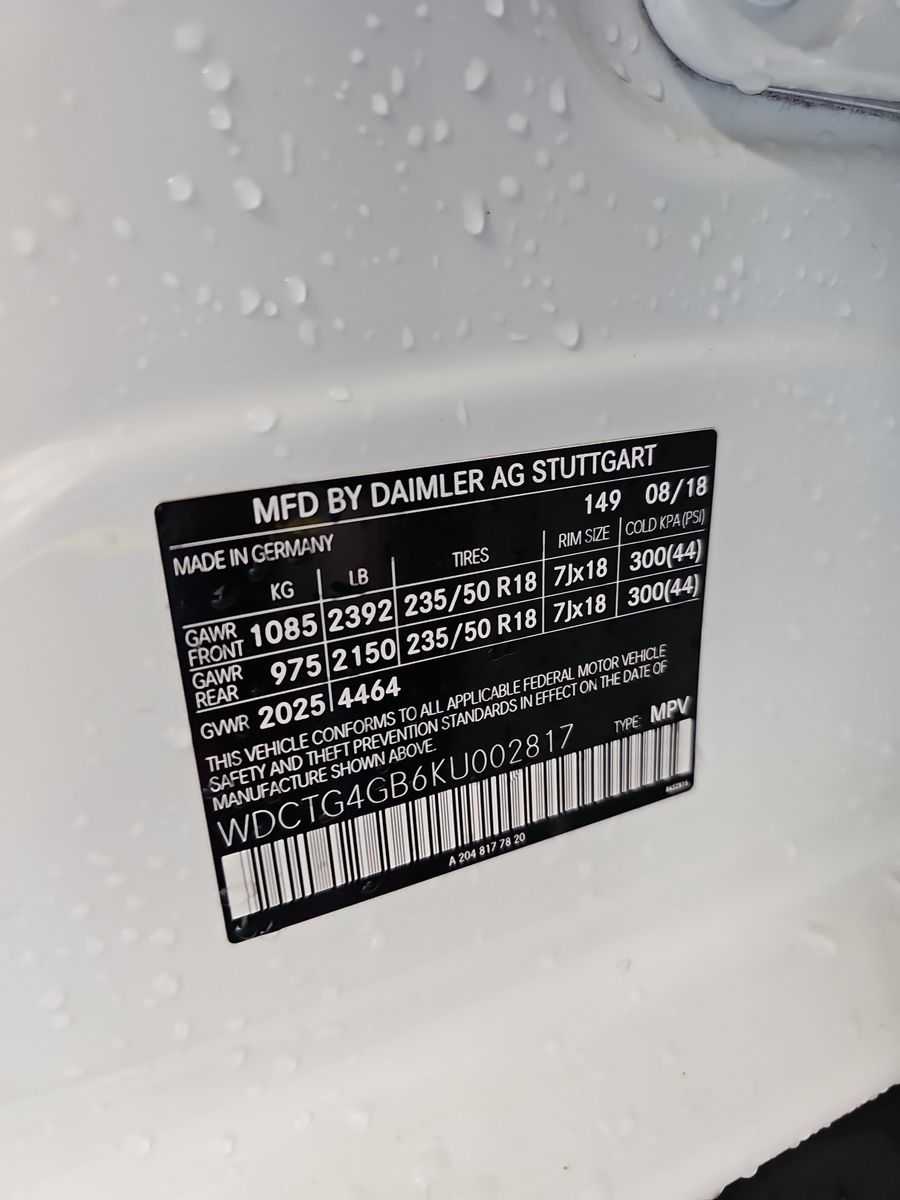 MFD BY DAIMLER AG STUTTGART
149 08/18
MADE IN GERMANY
KG LB TIRES RIM SIZE COLD KPA (PSI)
GAWR FRONT 1085 2392 235/50 R18 7Jx18 300(44)
GAWR REAR 975 2150 235/50 R18 7Jx18 300(44)
GVWR 2025 4464
THIS VEHICLE CONFORMS TO ALL APPLICABLE FEDERAL MOTOR VEHICLE
SAFETY AND THEFT PREVENTION STANDARDS IN EFFECT ON THE DATE OF
MANUFACTURE SHOWN ABOVE.
TYPE: MPV
WDCTG4GB6KU002817
A 204 817 78 20